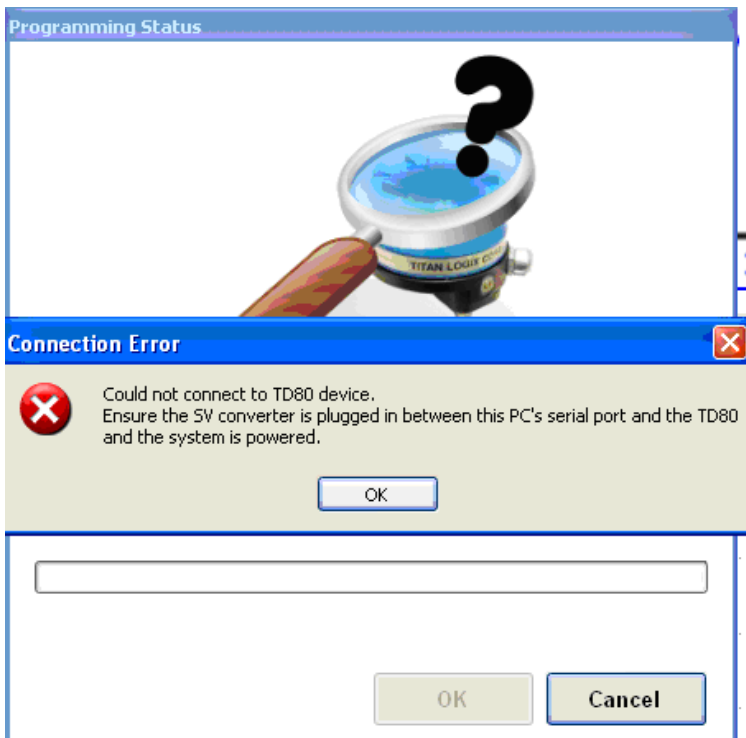 Programming Status
?
TITAN LOGIX
Connection Error
Could not connect to TD80 device.
Ensure the SV converter is plugged in between this PC's serial port and the TD80
and the system is powered.
OK
OK
Cancel